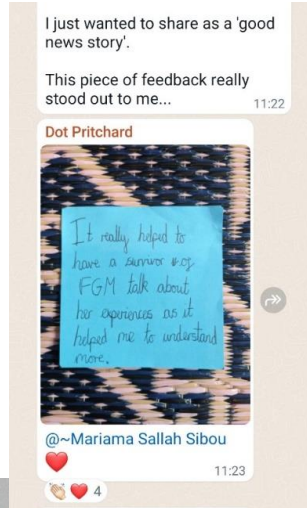 I just wanted to share as a 'good
news story'.
This piece of feedback really
stood out to me...
11:22
Dot Pritchard
It really helped to
have a survivor of
FGM talk about
her experiences as it
helped me to understand
more.
@~Mariama Sallah Sibou
11:23
4